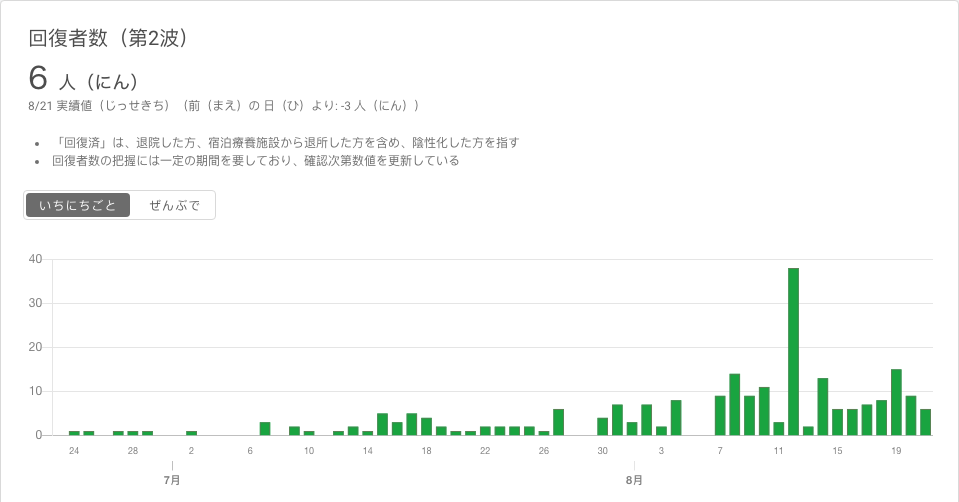 回復者数（第2波）
6 人（にん）
8/21 実績値（じっせきち）（前（まえ）の 日（ひ）より: -3 人（にん））
• 「回復済」は、退院した方、宿泊療養施設から退所した方を含め、陰性化した方を指す
• 回復者数の把握には一定の期間を要しており、確認次第数値を更新している
いちにちごと ぜんぶで
40
30
20
10
0
24 28 2 6 10 14 18 22 26 30 3 7 11 15 19
7月 8月